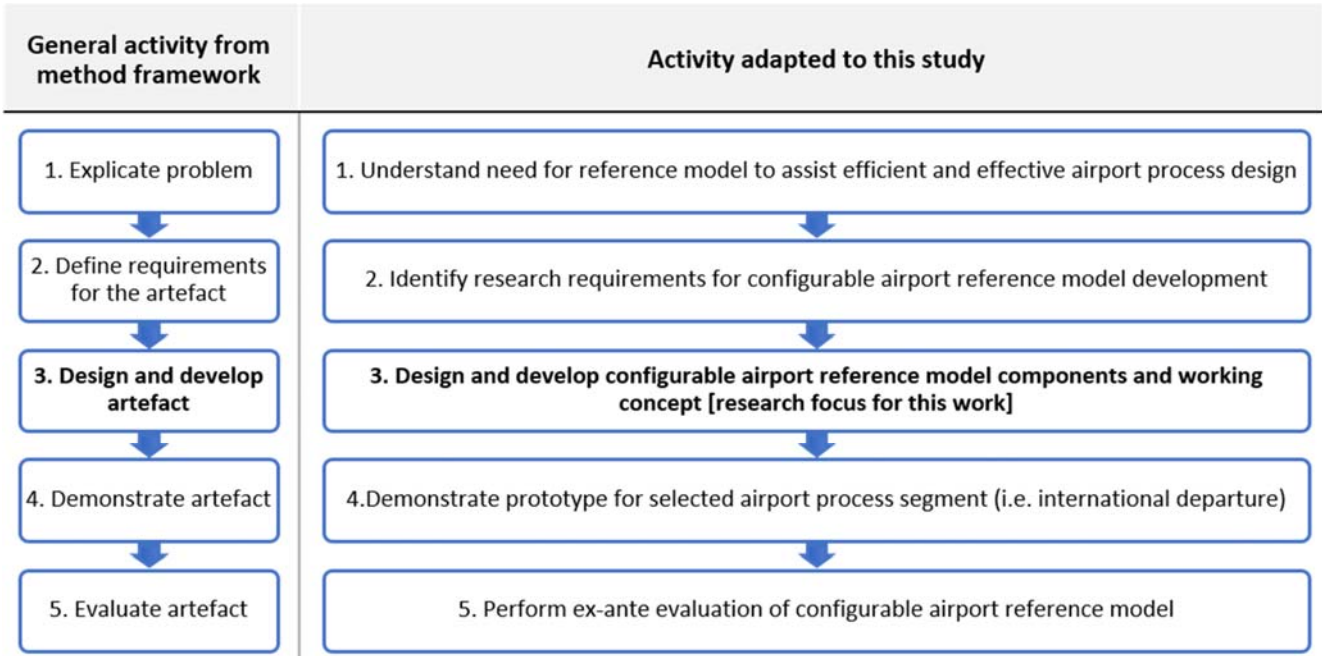 General activity from
method framework
Activity adapted to this study
1. Explicate problem
1. Understand need for reference model to assist efficient and effective airport process design
2. Define requirements
for the artefact
2. Identify research requirements for configurable airport reference model development
3. Design and develop
artefact
3. Design and develop configurable airport reference model components and working
concept [research focus for this work]
4. Demonstrate artefact
4.Demonstrate prototype for selected airport process segment (i.e. international departure)
5. Evaluate artefact
5. Perform ex-ante evaluation of configurable airport reference model